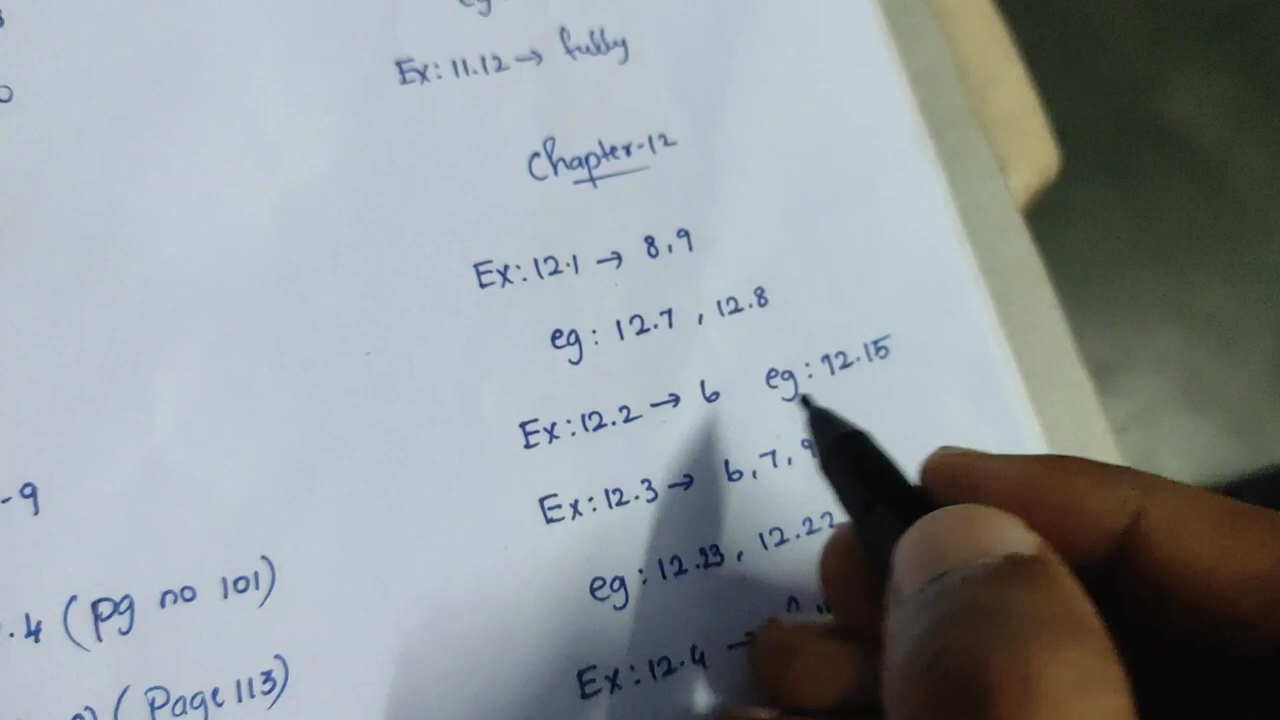 eg
Ex: 11.12 → fully
Chapter-12
Ex: 12.1 → 8,9
eg: 12.7, 12.8
Ex: 12.2 → 6 eg: 12.15
Ex: 12.3 → 6,7,9
eg: 12.23, 12.22
Ex: 12.4 →
-9
.4 (pg no 101)
(Page 113)